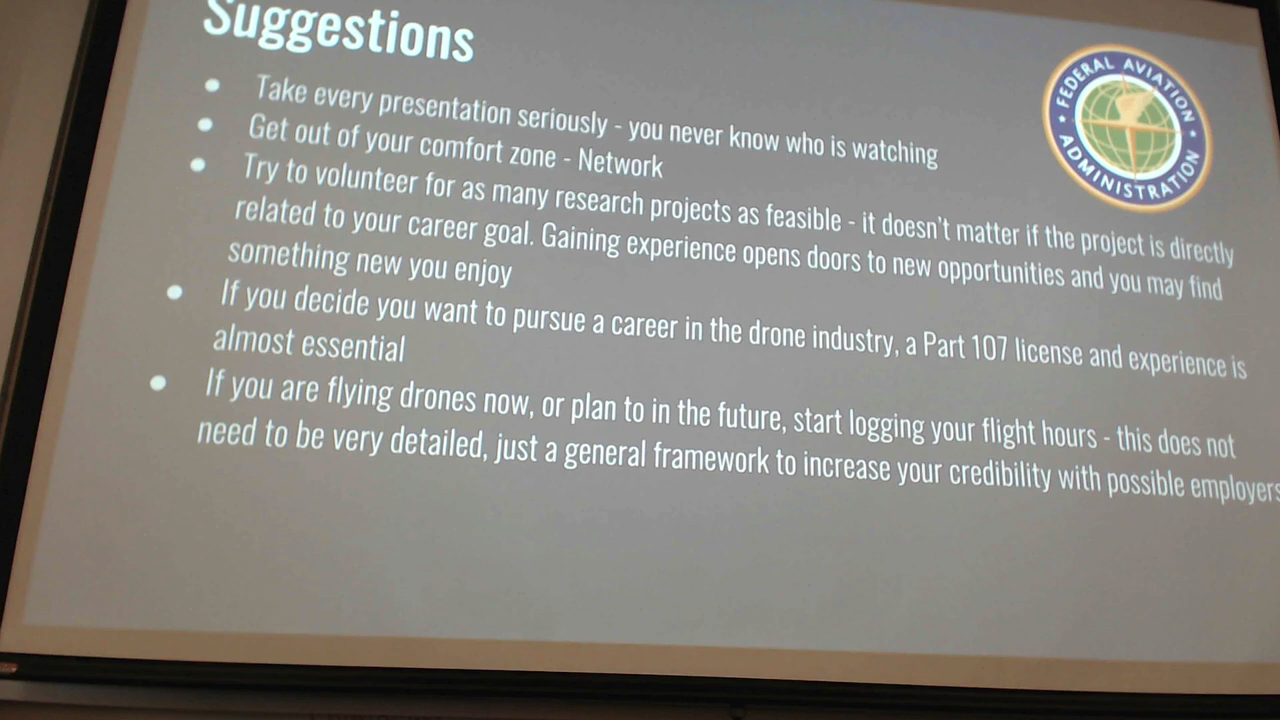 Suggestions
● Take every presentation seriously - you never know who is watching
● Get out of your comfort zone - Network
● Try to volunteer for as many research projects as feasible - it doesn't matter if the project is directly
related to your career goal. Gaining experience opens doors to new opportunities and you may find
something new you enjoy
● If you decide you want to pursue a career in the drone industry, a Part 107 license and experience is
almost essential
● If you are flying drones now, or plan to in the future, start logging your flight hours - this does not
need to be very detailed, just a general framework to increase your credibility with possible employers
FEDERAL AVIATION
ADMINISTRATION